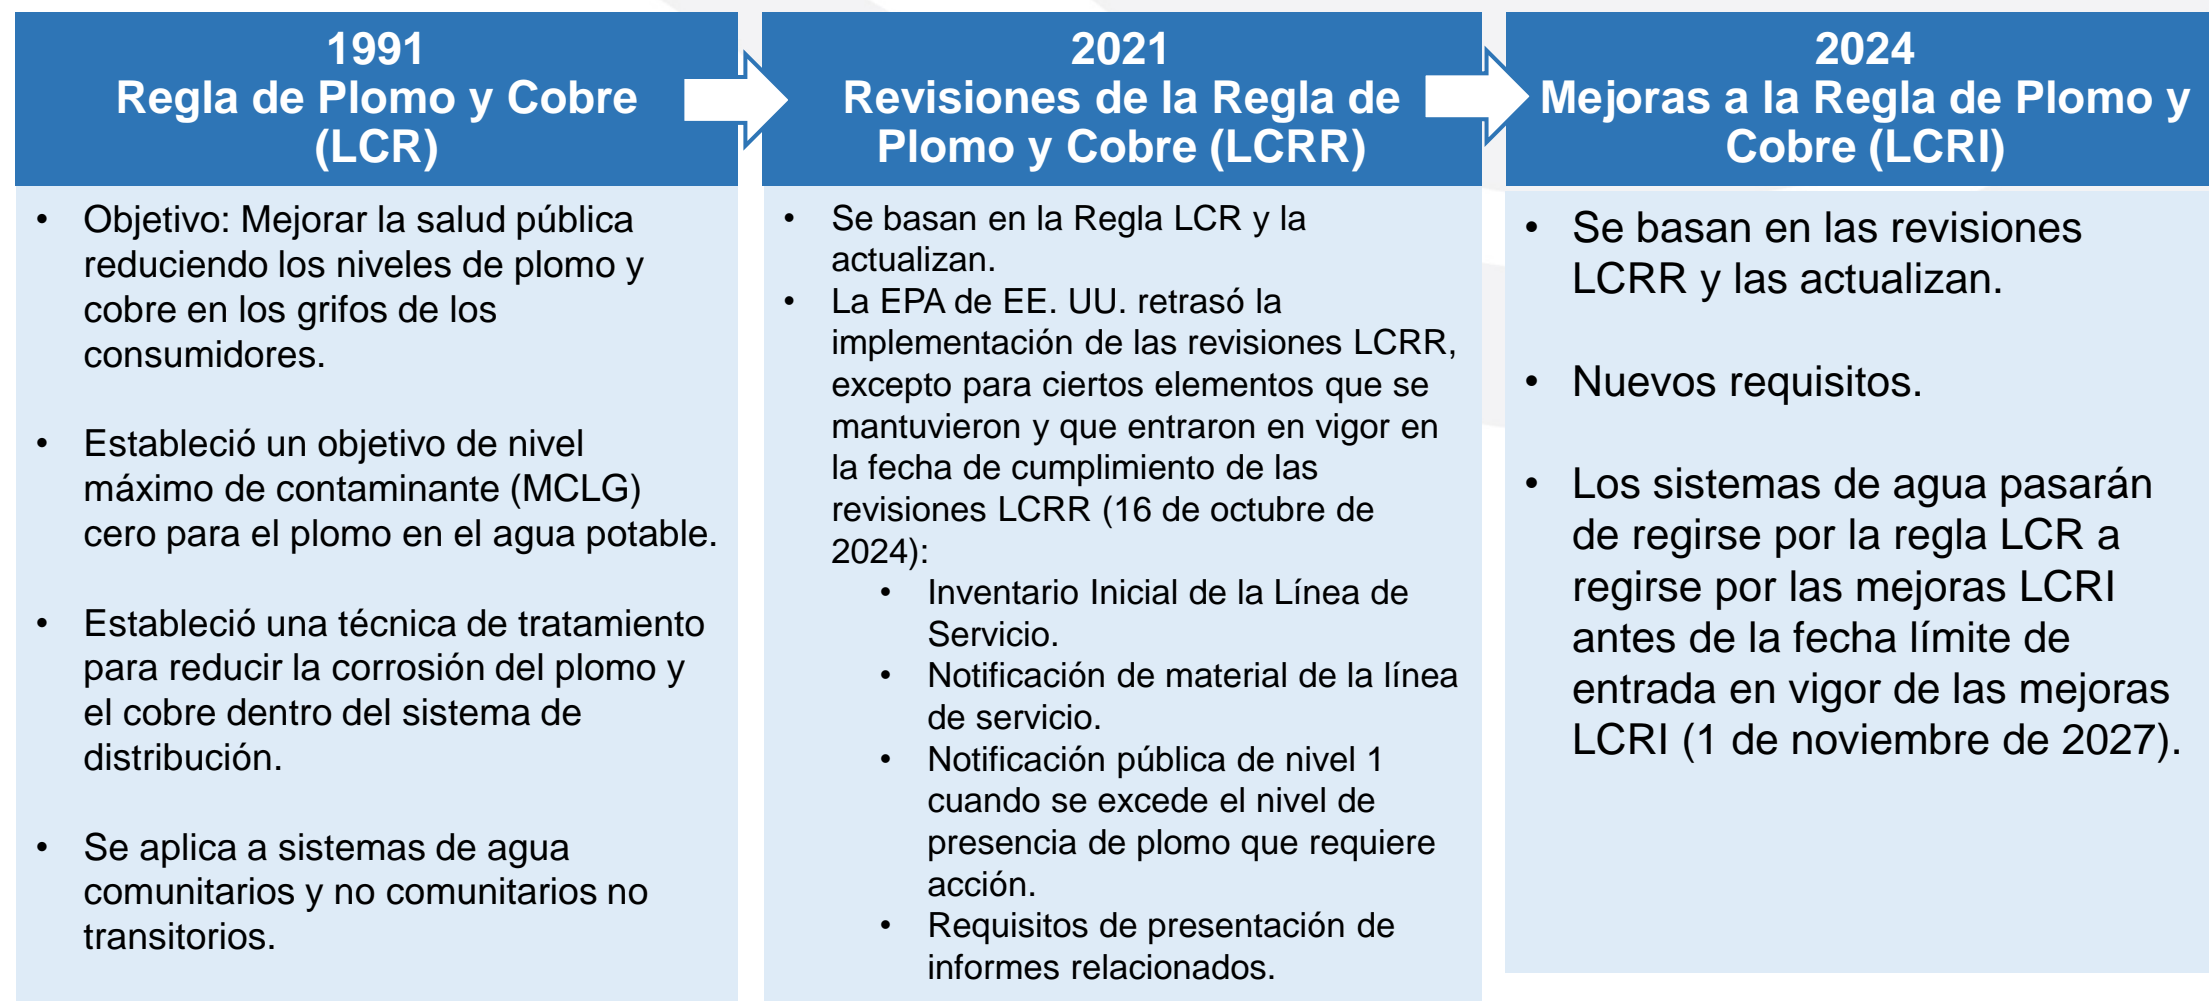 1991
Regla de Plomo y Cobre
(LCR)
• Objetivo: Mejorar la salud pública
reduciendo los niveles de plomo y
cobre en los grifos de los
consumidores.
• Estableció un objetivo de nivel
máximo de contaminante (MCLG)
cero para el plomo en el agua potable.
• Estableció una técnica de tratamiento
para reducir la corrosión del plomo y
el cobre dentro del sistema de
distribución.
• Se aplica a sistemas de agua
comunitarios y no comunitarios no
transitorios.
2021
Revisiones de la Regla de
Plomo y Cobre (LCRR)
• Se basan en la Regla LCR y la
actualizan.
• La EPA de EE. UU. retrasó la
implementación de las revisiones LCRR,
excepto para ciertos elementos que se
mantuvieron y que entraron en vigor en
la fecha de cumplimiento de las
revisiones LCRR (16 de octubre de
2024):
• Inventario Inicial de la Línea de
Servicio.
• Notificación de material de la línea
de servicio.
• Notificación pública de nivel 1
cuando se excede el nivel de
presencia de plomo que requiere
acción.
• Requisitos de presentación de
informes relacionados.
2024
Mejoras a la Regla de Plomo y
Cobre (LCRI)
• Se basan en las revisiones
LCRR y las actualizan.
• Nuevos requisitos.
• Los sistemas de agua pasarán
de regirse por la regla LCR a
regirse por las mejoras LCRI
antes de la fecha límite de
entrada en vigor de las mejoras
LCRI (1 de noviembre de 2027).